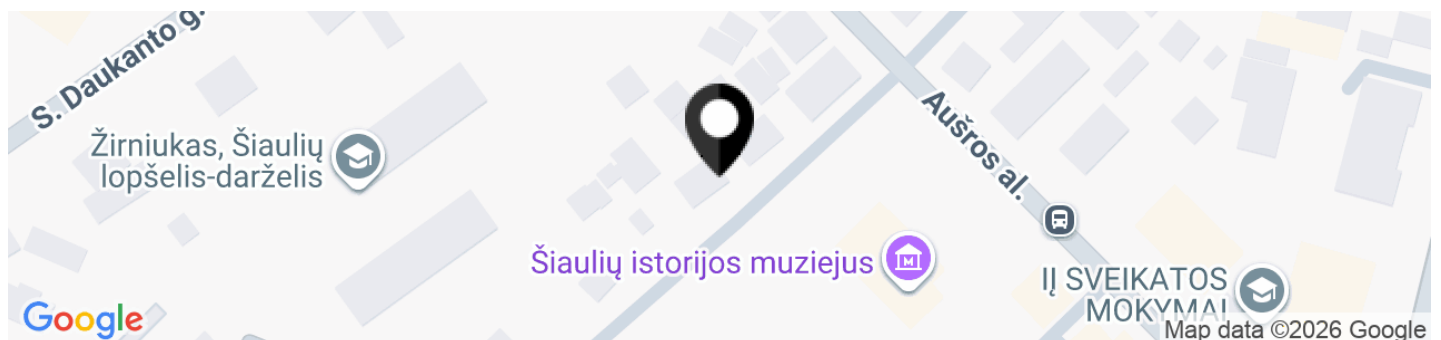 S. Daukanto g.
Žirniukas, Šiaulių
lopšelis-darželis
Aušros al.
Šiaulių istorijos muziejus
M
IĮ SVEIKATOS
MOKYMAI
Google
Map data ©2026 Google